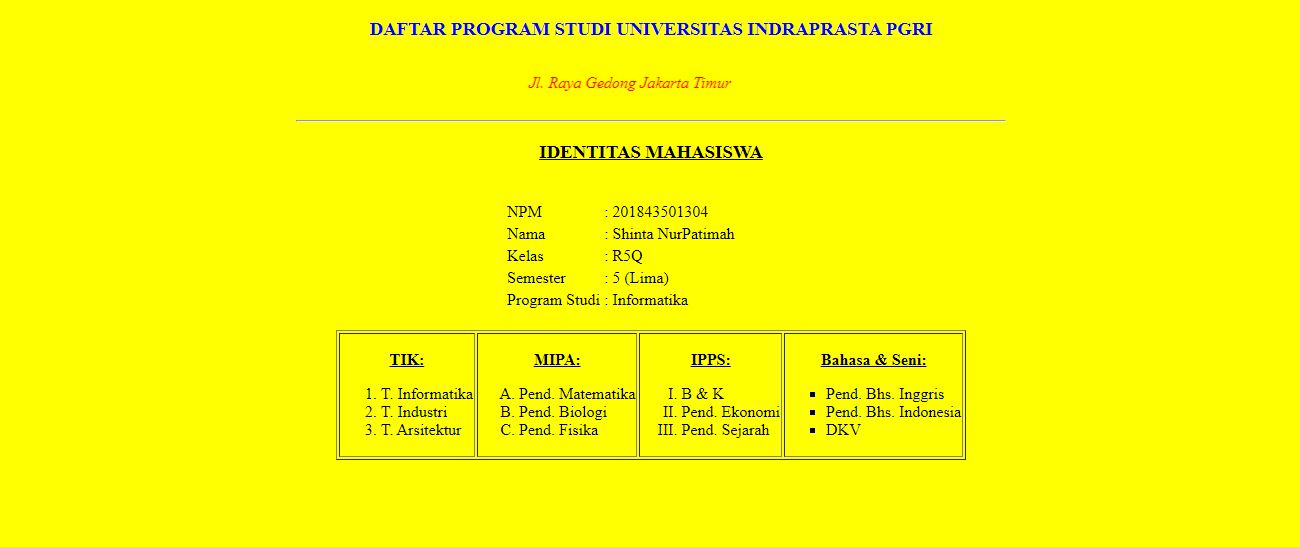 DAFTAR PROGRAM STUDI UNIVERSITAS INDRAPRASTA PGRI
Jl. Raya Gedong Jakarta Timur
IDENTITAS MAHASISWA
NPM : 201843501304
Nama : Shinta NurPatimah
Kelas : R5Q
Semester : 5 (Lima)
Program Studi : Informatika
TIK:
1. T. Informatika
2. T. Industri
3. T. Arsitektur
MIPA:
A. Pend. Matematika
B. Pend. Biologi
C. Pend. Fisika
IPPS:
I. B & K
II. Pend. Ekonomi
III. Pend. Sejarah
Bahasa & Seni:
▪ Pend. Bhs. Inggris
▪ Pend. Bhs. Indonesia
▪ DKV